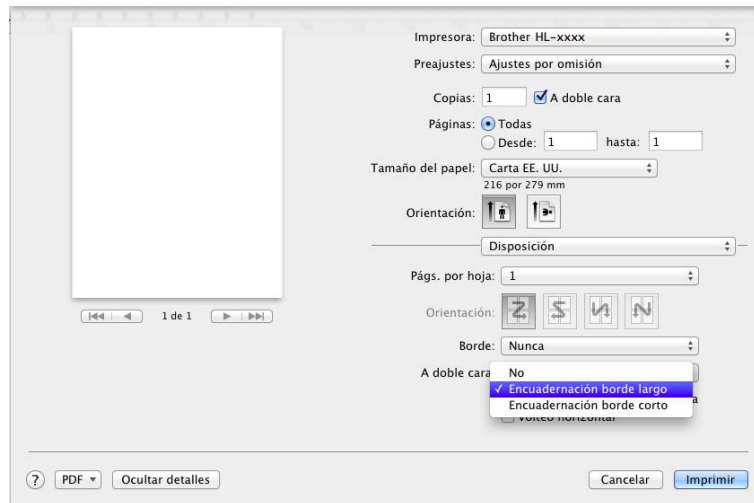 Impresora: Brother HL-xxxx
Preajustes: Ajustes por omisión
Copias: 1 A doble cara
Páginas: Todas
Desde: 1 hasta: 1
Tamaño del papel: Carta EE. UU.
216 por 279 mm
Orientación:
Disposición
Págs. por hoja: 1
1 de 1
Orientación:
Borde: Nunca
A doble cara
No
✓ Encuadernación borde largo
Encuadernación borde corto
Volteo horizontal
? PDF Ocultar detalles Cancelar Imprimir